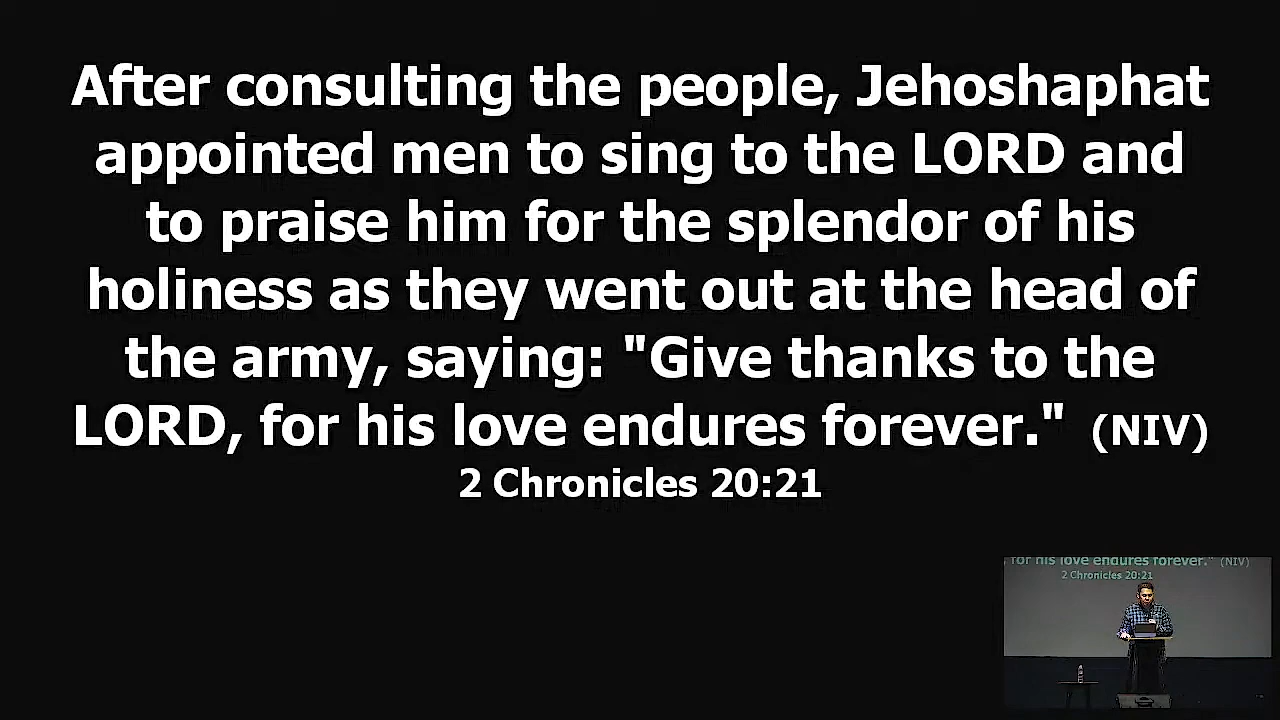 After consulting the people, Jehoshaphat
appointed men to sing to the LORD and
to praise him for the splendor of his
holiness as they went out at the head of
the army, saying: "Give thanks to the
LORD, for his love endures forever." (NIV)
2 Chronicles 20:21
, for his love endures forever." (NIV)
2 Chronicles 20:21